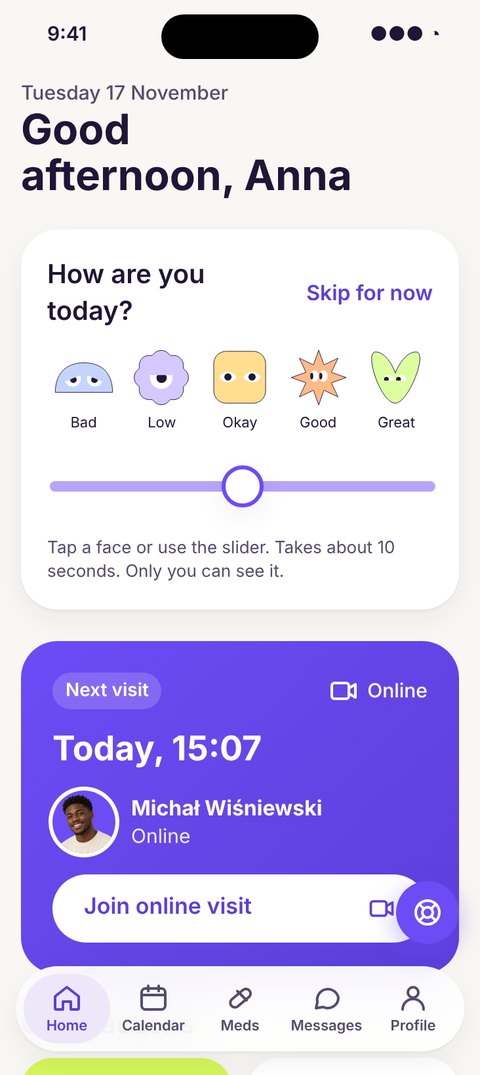 9:41
Tuesday 17 November
Good
afternoon, Anna
How are you
today?
Skip for now
Bad
Low
Okay
Good
Great
Tap a face or use the slider. Takes about 10
seconds. Only you can see it.
Next visit
Online
Today, 15:07
Michał Wiśniewski
Online
Join online visit
Home
Calendar
Meds
Messages
Profile